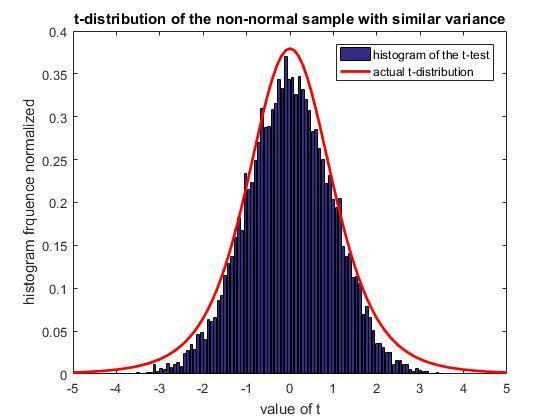 t-distribution of the non-normal sample with similar variance
histogram of the t-test
actual t-distribution
histogram frquence normalized
0.4
0.35
0.3
0.25
0.2
0.15
0.1
0.05
0
-5 -4 -3 -2 -1 0 1 2 3 4 5
value of t